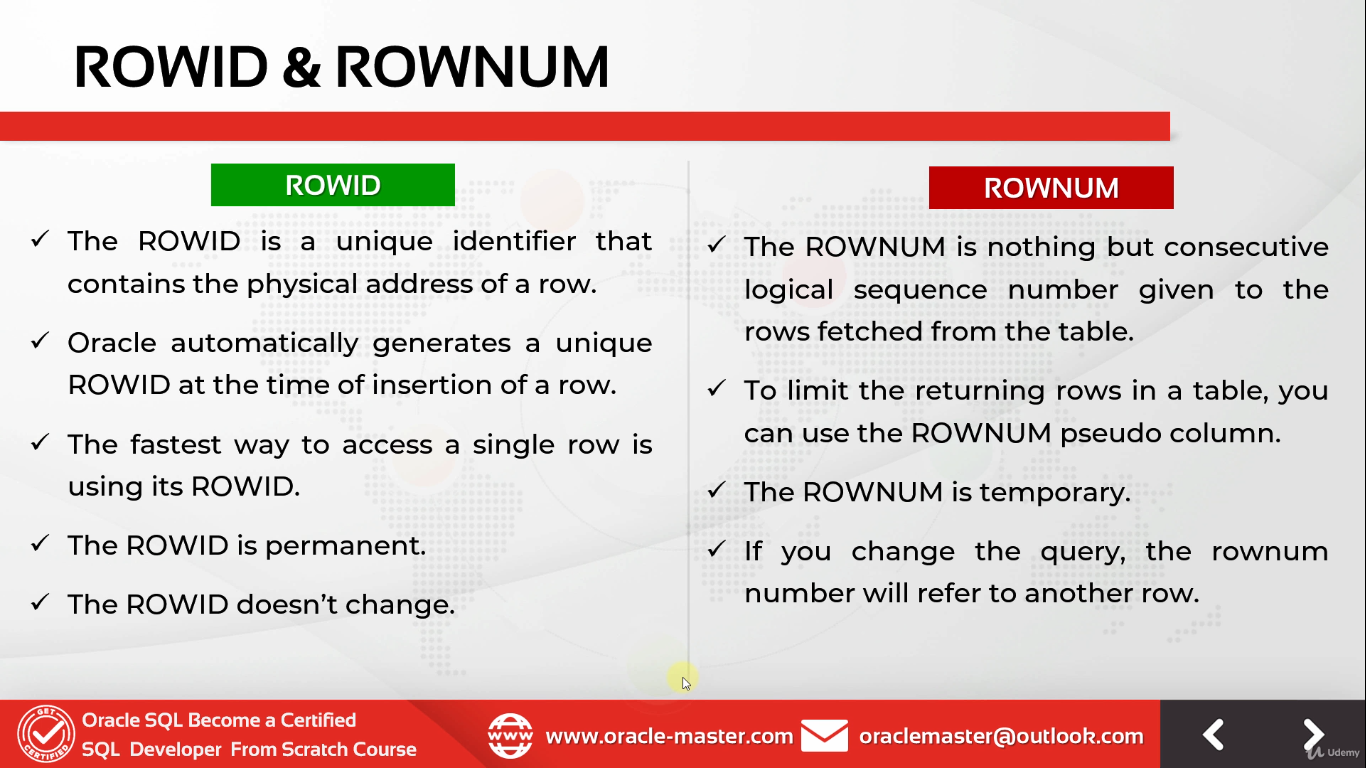 ROWID & ROWNUM
ROWID
The ROWID is a unique identifier that
contains the physical address of a row.
Oracle automatically generates a unique
ROWID at the time of insertion of a row.
The fastest way to access a single row is
using its ROWID.
The ROWID is permanent.
The ROWID doesn't change.
ROWNUM
The ROWNUM is nothing but consecutive
logical sequence number given to the
rows fetched from the table.
To limit the returning rows in a table, you
can use the ROWNUM pseudo column.
The ROWNUM is temporary.
If you change the query, the rownum
number will refer to another row.
GET
CERTIFIED
Oracle SQL Become a Certified
SQL Developer From Scratch Course
www
www.oracle-master.com
oraclemaster@outlook.com
Udemy